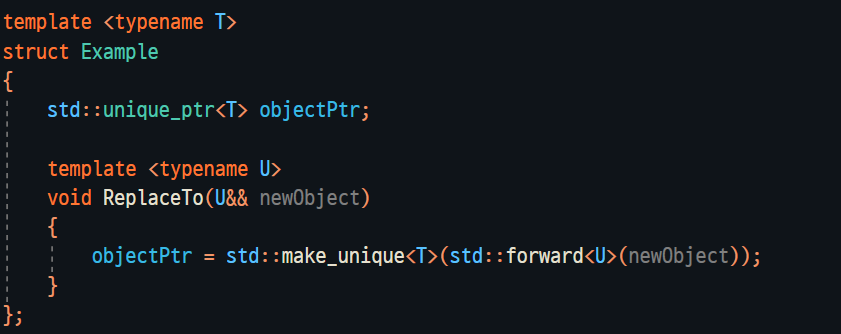 template <typename T>
struct Example
{
    std::unique_ptr<T> objectPtr;
    template <typename U>
    void ReplaceTo(U&& newObject)
    {
        objectPtr = std::make_unique<T>(std::forward<U>(newObject));
    }
};